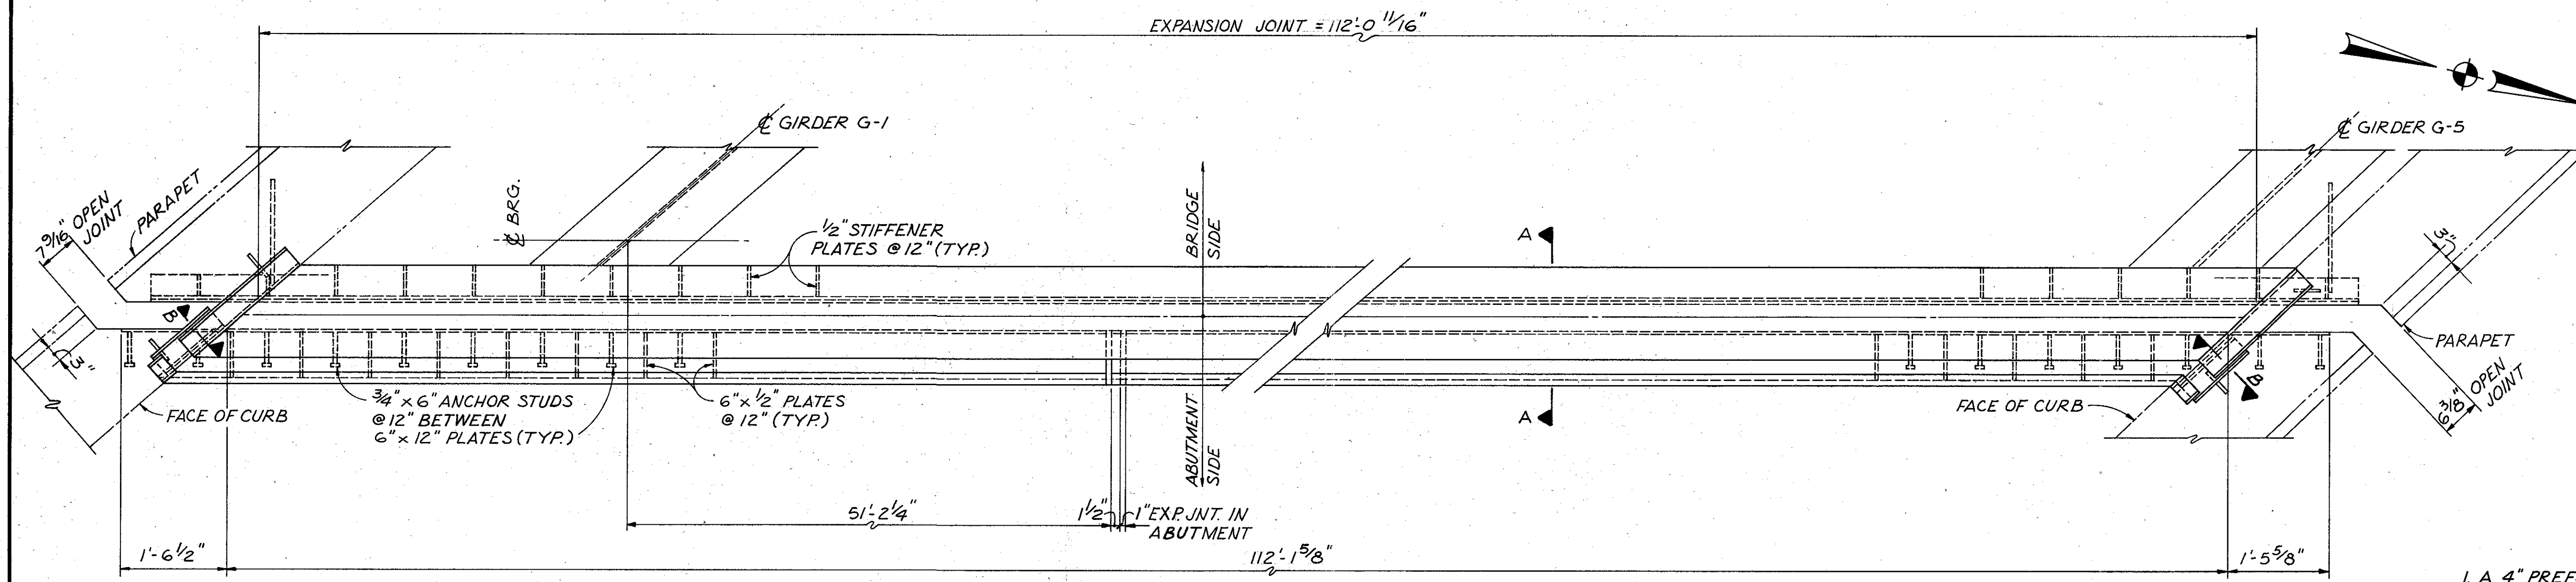 EXPANSION JOINT = 112'-0 11/16"
℄ GIRDER G-1
℄ GIRDER G-5
7 9/16" OPEN
JOINT
PARAPET
℄ BRG.
1/2" STIFFENER
PLATES @ 12" (TYP.)
BRIDGE
SIDE
A
3"
B
3"
FACE OF CURB
3/4" x 6" ANCHOR STUDS
@ 12" BETWEEN
6" x 12" PLATES (TYP.)
6" x 1/2" PLATES
@ 12" (TYP.)
ABUTMENT
SIDE
A
FACE OF CURB
B
PARAPET
6 3/8" OPEN
JOINT
51'-2 1/4"
1 1/2"
1" EXP. JNT. IN
ABUTMENT
1'-6 1/2"
112'-1 5/8"
1'-5 5/8"
1. A 4" PREF